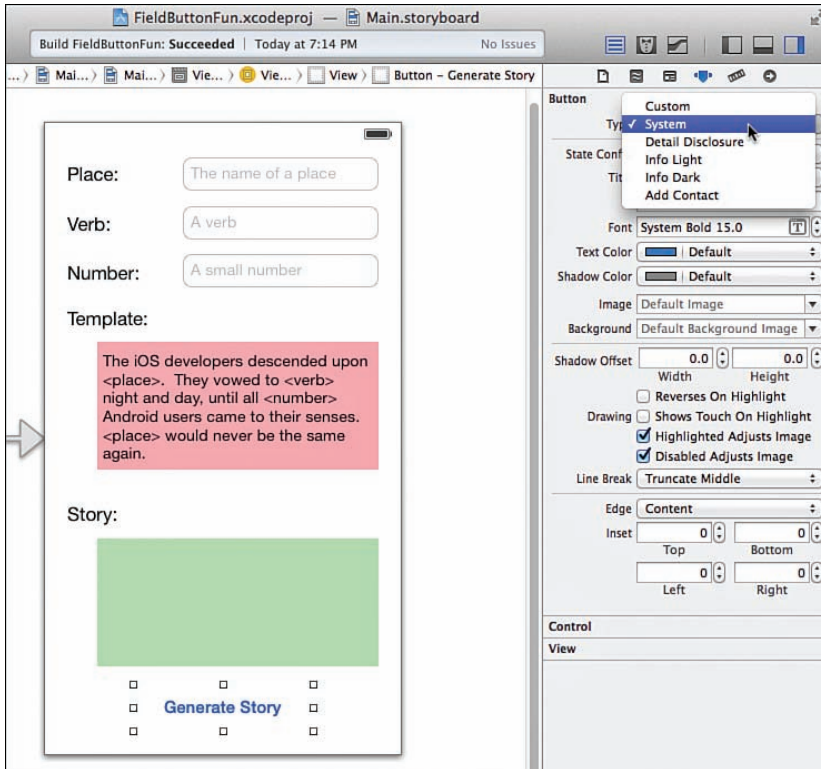 FieldButtonFun.xcodeproj — Main.storyboard
Build FieldButtonFun: Succeeded | Today at 7:14 PM No Issues
...〉 Mai...〉 Mai...〉 Vie...〉 Vie...〉 View〉 Button – Generate Story
Place: The name of a place
Verb: A verb
Number: A small number
Template:
The iOS developers descended upon
<place>. They vowed to <verb>
night and day, until all <number>
Android users came to their senses.
<place> would never be the same
again.
Story:
Generate Story
Button
Custom
✓ System
Detail Disclosure
Info Light
Info Dark
Add Contact
State Conf
Font System Bold 15.0 T
Text Color Default
Shadow Color Default
Image Default Image
Background Default Background Image
Shadow Offset 0.0 0.0
Width Height
Reverses On Highlight
Drawing Shows Touch On Highlight
Highlighted Adjusts Image
Disabled Adjusts Image
Line Break Truncate Middle
Edge Content
Inset 0 0
Top Bottom
0 0
Left Right
Control
View